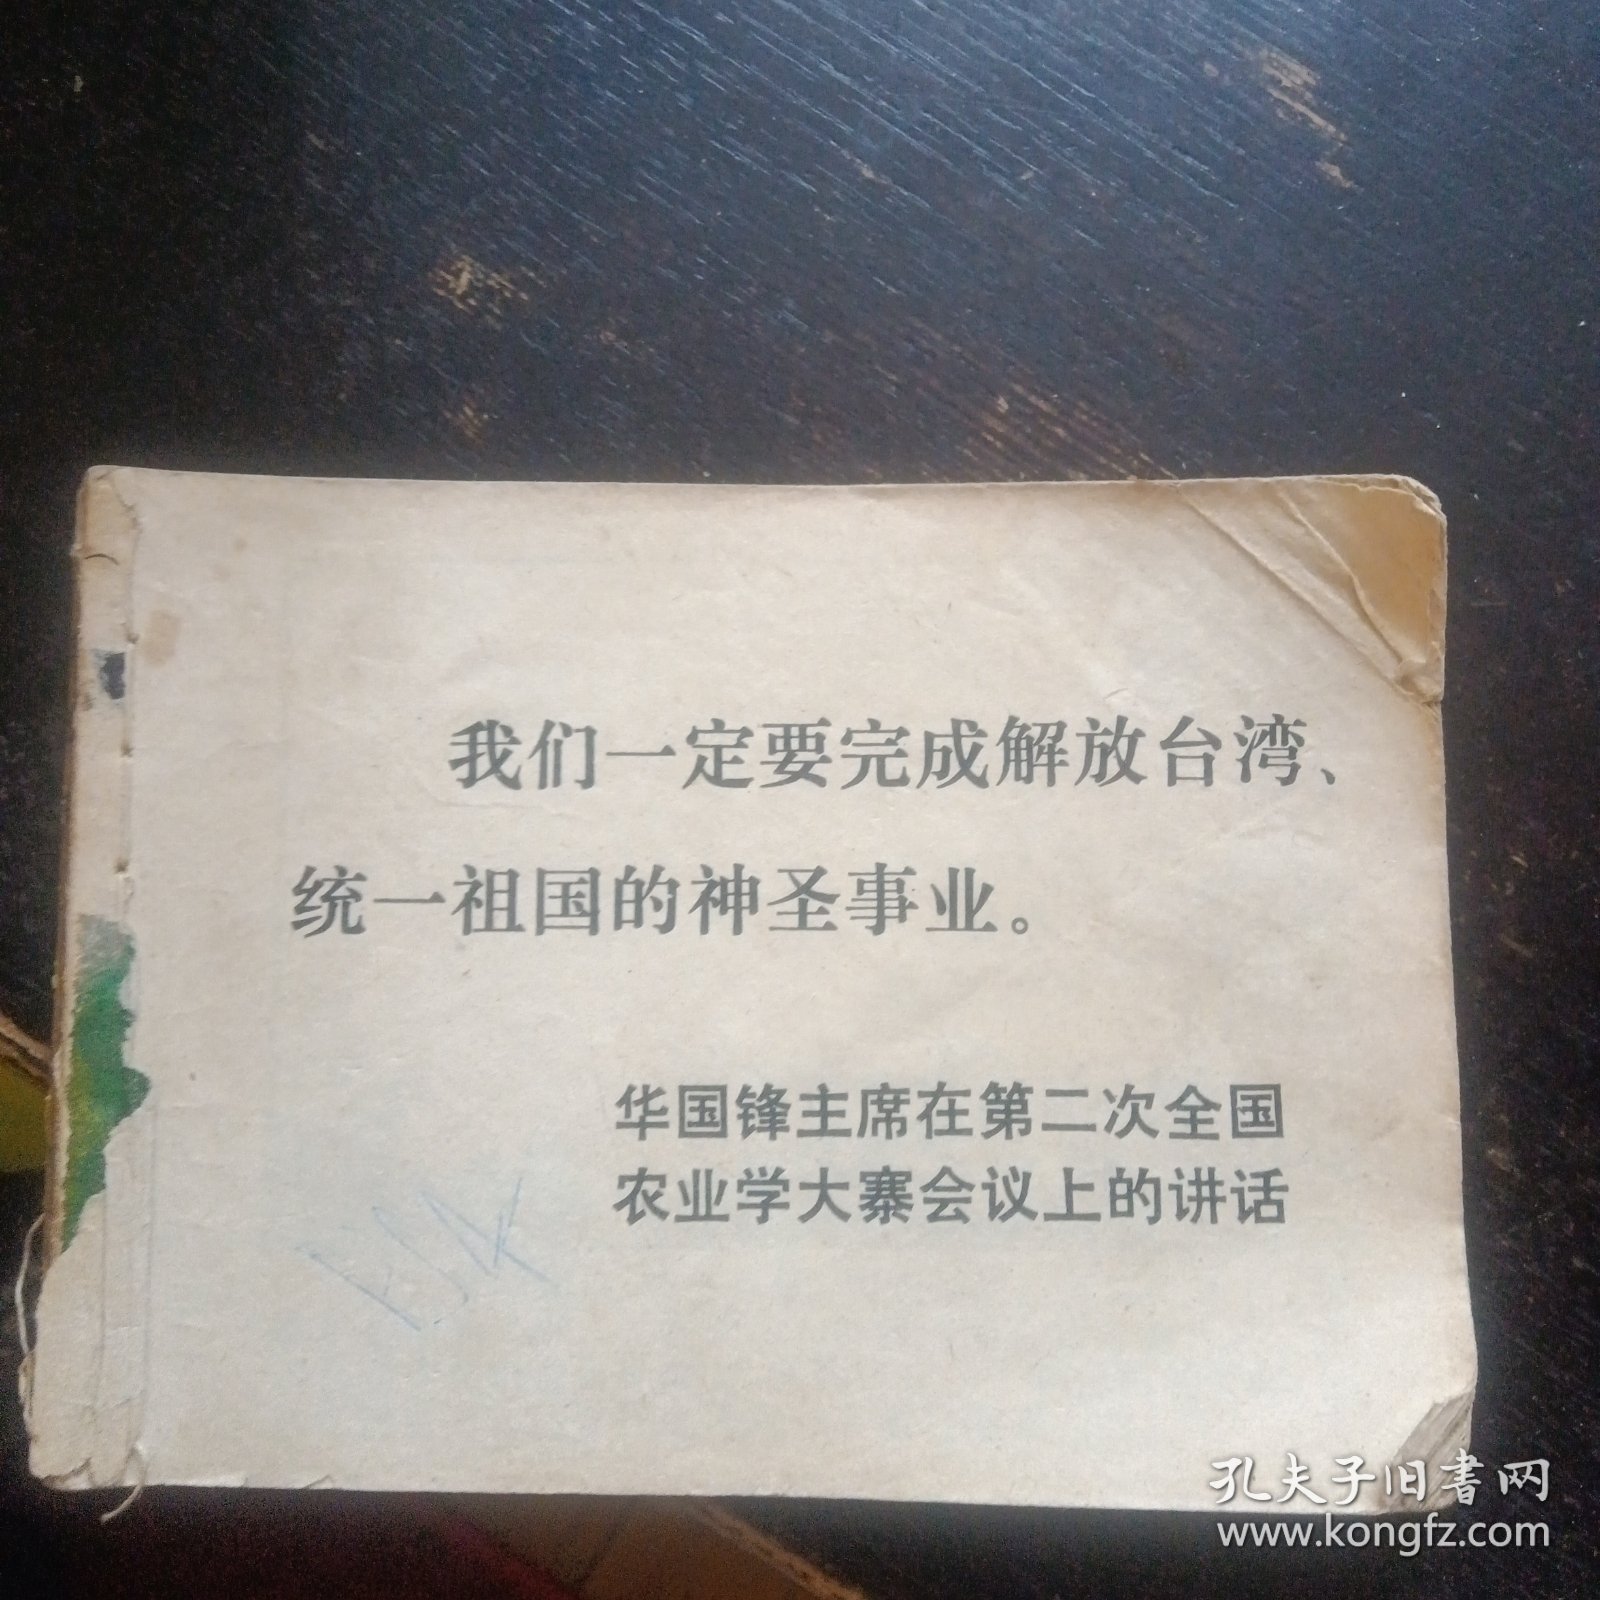 我们一定要完成解放台湾、
统一祖国的神圣事业。
华国锋主席在第二次全国
农业学大寨会议上的讲话
孔夫子旧书网
www.kongfz.com